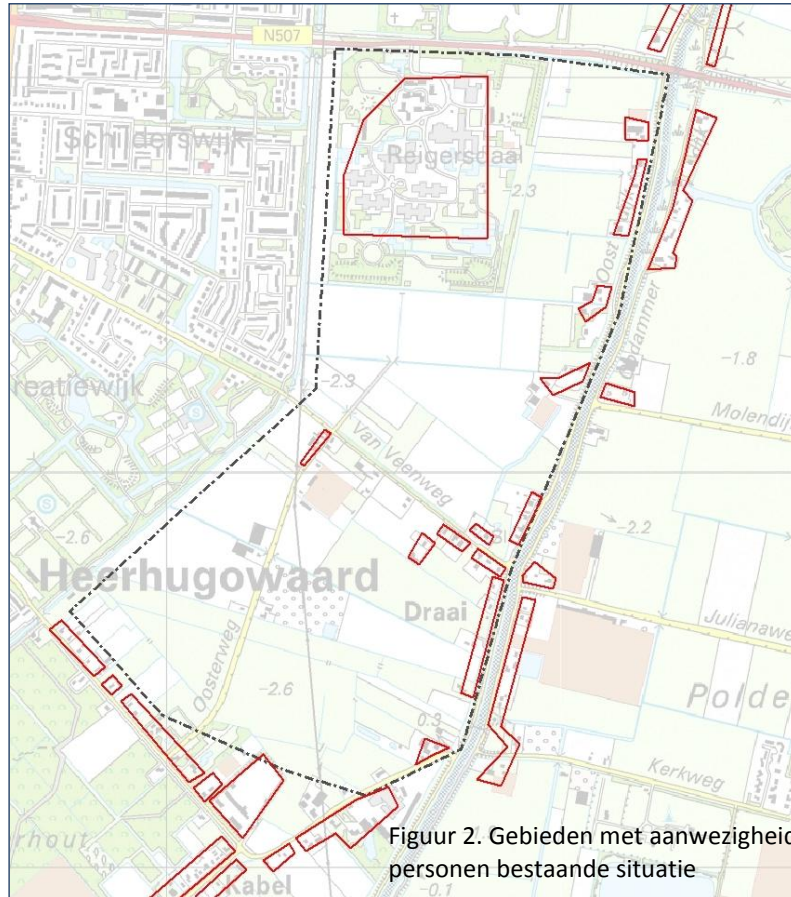 N507
Schilderswijk
Reigersdaal
-2.3
Oost
-1.8
reatiewijk
-2.3
Molendij
Van Veenweg
-2.6
-2.2
Heerhugowaard
Draai
Julianawe
Oosterweg
-2.6
Polde
0.3
Kerkweg
rhout
Figuur 2. Gebieden met aanwezigheid
personen bestaande situatie
Kabel
-0.1